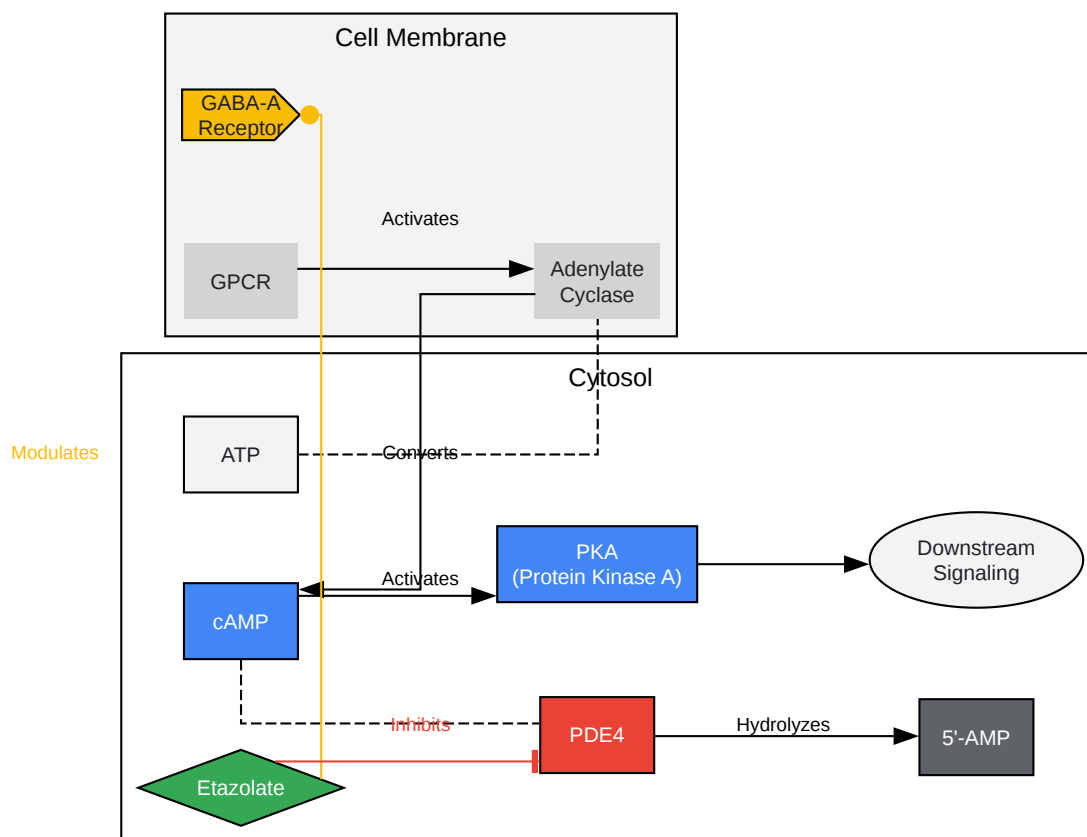 Cell Membrane
GABA-A
Receptor
Activates
GPCR
Adenylate
Cyclase
Cytosol
Modulates
ATP
Converts
PKA
(Protein Kinase A)
Downstream
Signaling
Activates
cAMP
Inhibits
PDE4
Hydrolyzes
5'-AMP
Etazolate